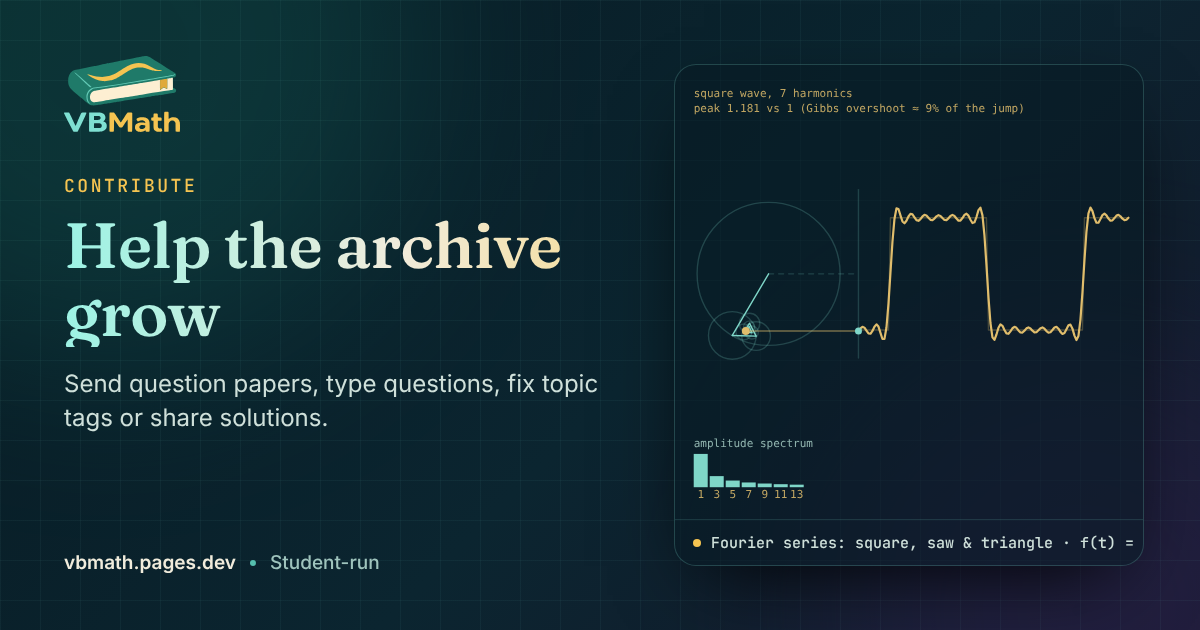 VBMath
CONTRIBUTE
Help the archive
grow
Send question papers, type questions, fix topic
tags or share solutions.
vbmath.pages.dev • Student-run
square wave, 7 harmonics
peak 1.181 vs 1 (Gibbs overshoot ≈ 9% of the jump)
amplitude spectrum
1 3 5 7 9 11 13
Fourier series: square, saw & triangle · f(t) =